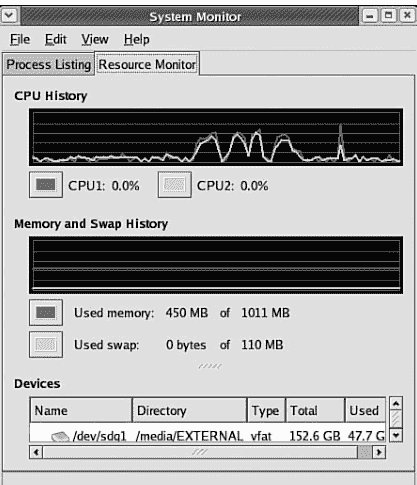 System Monitor
File Edit View Help
Process Listing Resource Monitor
CPU History
CPU1: 0.0% CPU2: 0.0%
Memory and Swap History
Used memory: 450 MB of 1011 MB
Used swap: 0 bytes of 110 MB
Devices
Name Directory Type Total Used
/dev/sdg1 /media/EXTERNAL vfat 152.6 GB 47.7 G